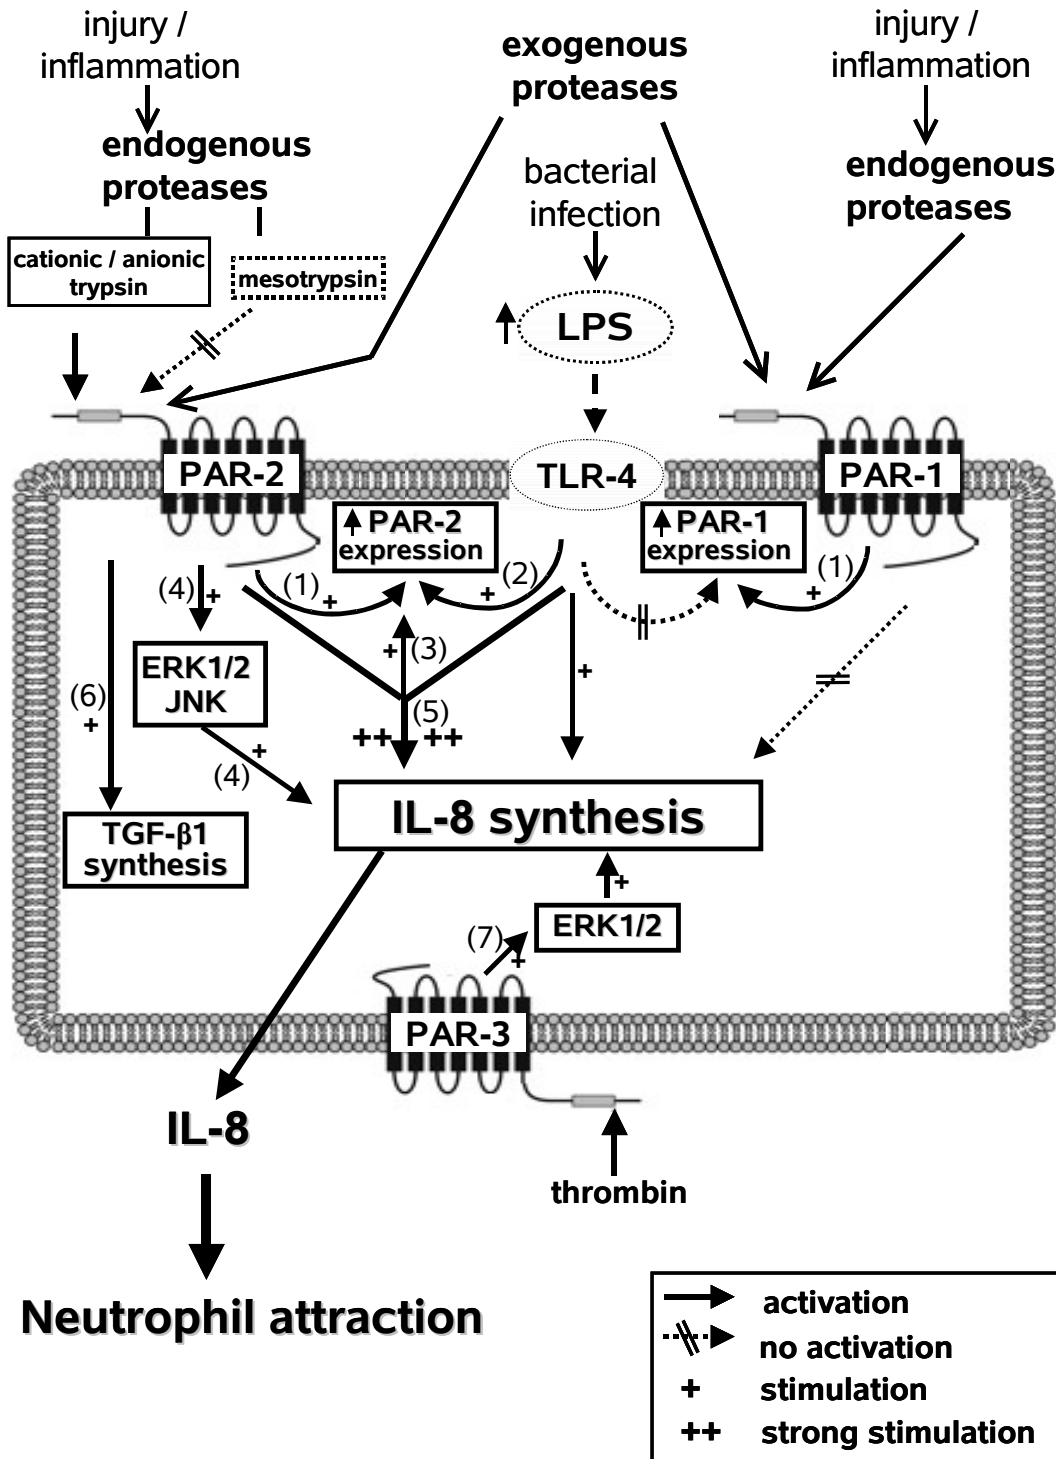 injury /
inflammation
endogenous
proteases
cationic / anionic
trypsin
mesotrypsin
exogenous
proteases
bacterial
infection
LPS
injury /
inflammation
endogenous
proteases
PAR-2
TLR-4
PAR-1
PAR-2
expression
PAR-1
expression
(1)
+
(2)
+
(1)
+
(4)
+
(3)
+
ERK1/2
JNK
(6)
+
(5)
++ ++
+
(4)
+
IL-8 synthesis
TGF-β1
synthesis
+
ERK1/2
(7)
+
PAR-3
IL-8
thrombin
Neutrophil attraction
activation
no activation
+ stimulation
++ strong stimulation